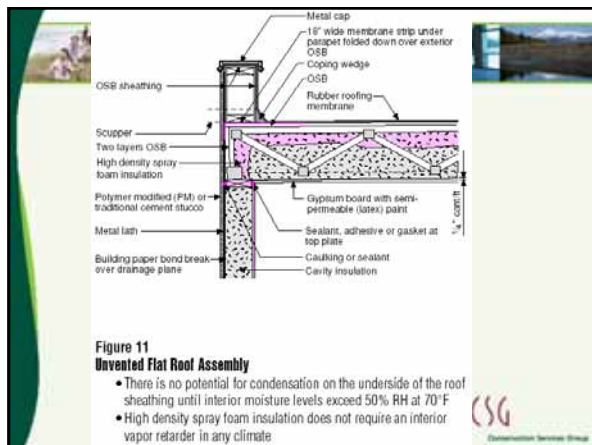 Metal cap
18" wide membrane strip under
parapet folded down over exterior
OSB
Coping wedge
OSB
Rubber roofing
membrane
OSB sheathing
Scupper
Two layers OSB
High density spray
foam insulation
Polymer modified (PM) or
traditional cement stucco
Metal lath
Building paper bond break
over drainage plane
Gypsum board with semi-
permeable (latex) paint
Sealant, adhesive or gasket at
top plate
Caulking or sealant
Cavity insulation
Figure 11
Unvented Flat Roof Assembly
• There is no potential for condensation on the underside of the roof
sheathing until interior moisture levels exceed 50% RH at 70°F
• High density spray foam insulation does not require an interior
vapor retarder in any climate
CSG
Conservation Services Group